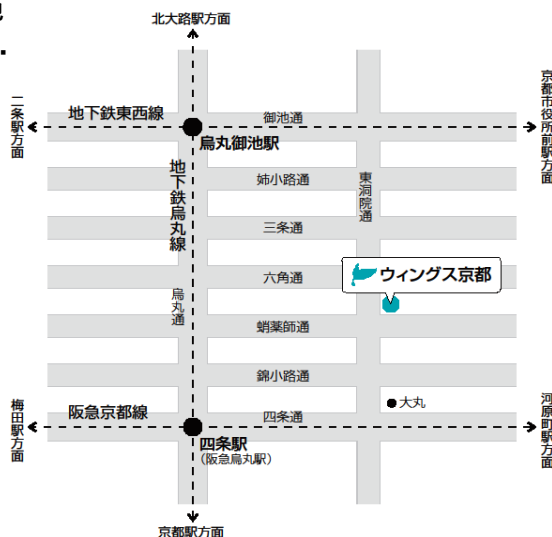 北大路駅方面
二条駅方面
地下鉄東西線
御池通
京都市役所前駅方面
烏丸御池駅
地下鉄烏丸線
姉小路通
東洞院通
三条通
六角通
ウィングス京都
烏丸通
蛸薬師通
錦小路通
大丸
梅田駅方面
阪急京都線
四条通
河原町駅方面
四条駅
(阪急烏丸駅)
京都駅方面